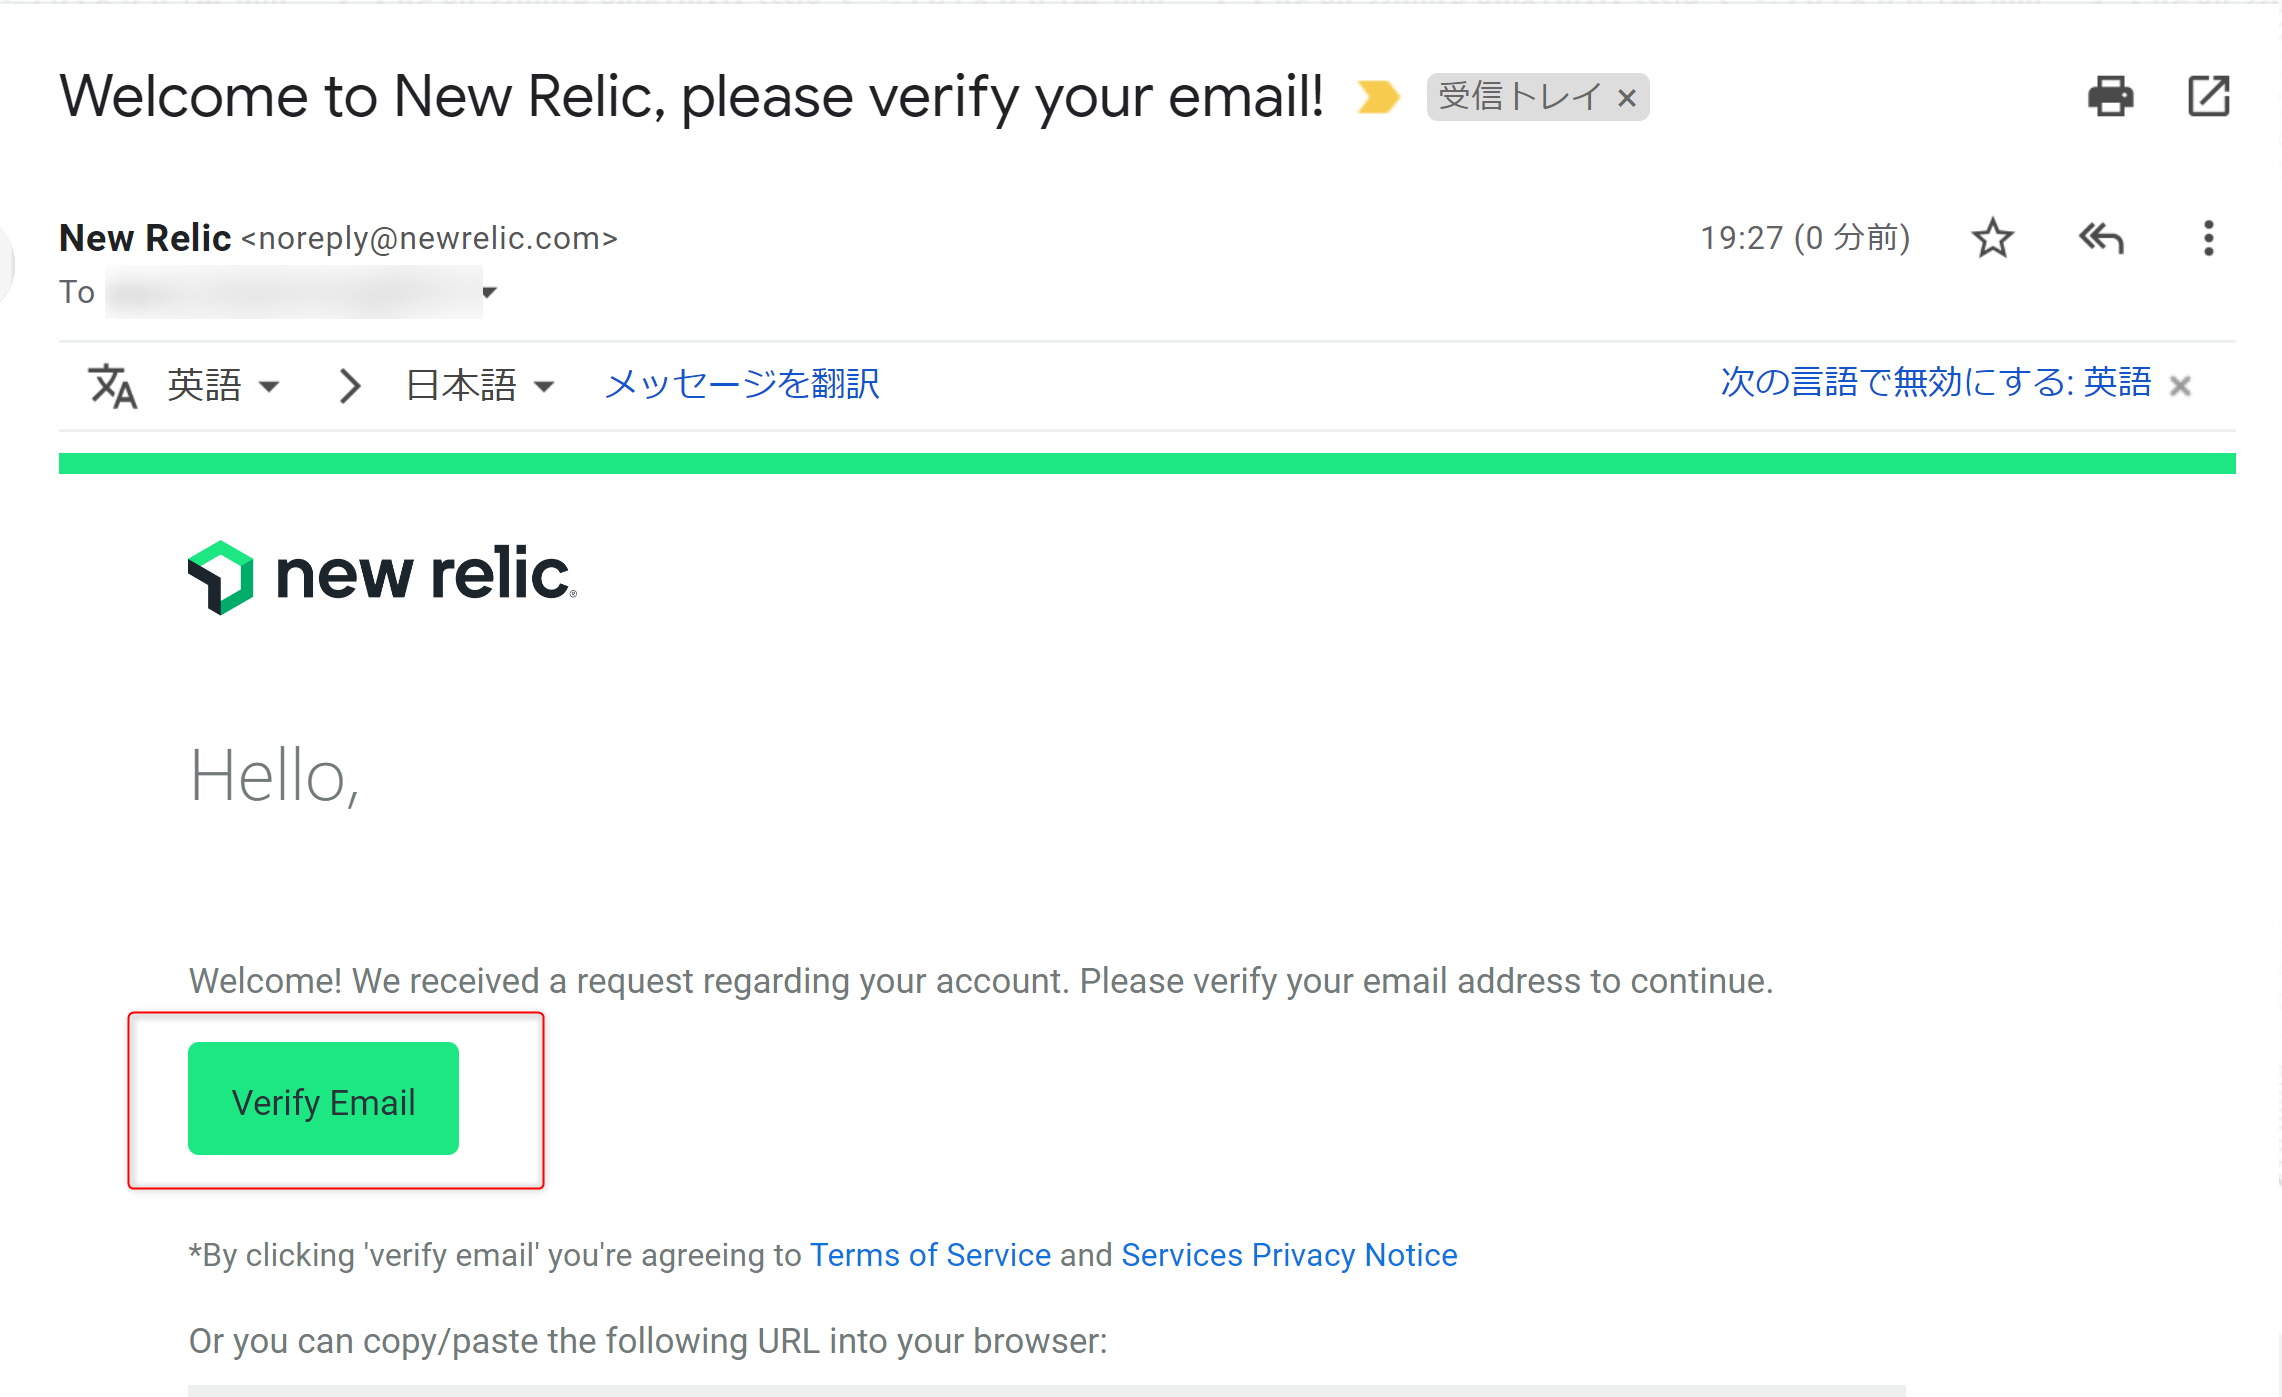 Welcome to New Relic, please verify your email! 受信トレイ ×
New Relic <noreply@newrelic.com> 19:27 (0 分前)
To
英語 日本語 メッセージを翻訳 次の言語で無効にする: 英語 ×
new relic®
Hello,
Welcome! We received a request regarding your account. Please verify your email address to continue.
Verify Email
*By clicking 'verify email' you're agreeing to Terms of Service and Services Privacy Notice
Or you can copy/paste the following URL into your browser: